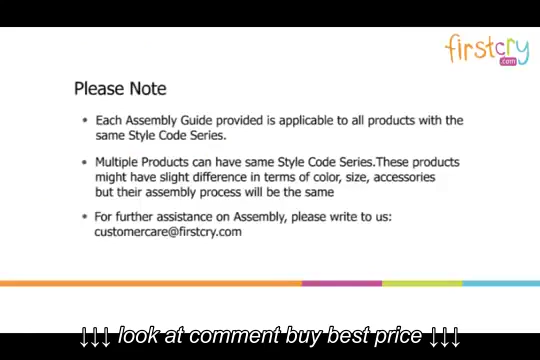 firstcry
.com
Please Note
• Each Assembly Guide provided is applicable to all products with the
same Style Code Series.
• Multiple Products can have same Style Code Series.These products
might have slight difference in terms of color, size, accessories
but their assembly process will be the same
• For further assistance on Assembly, please write to us:
customercare@firstcry.com
↓↓↓ look at comment buy best price ↓↓↓